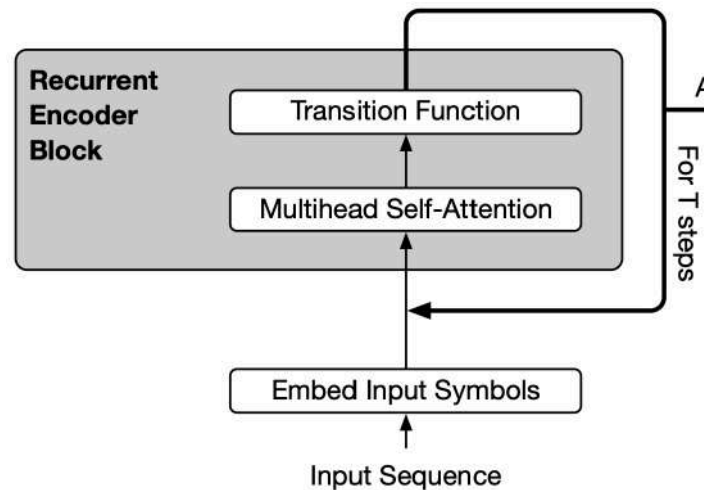 Recurrent
Encoder
Block
Transition Function
Multihead Self-Attention
For T steps
Embed Input Symbols
Input Sequence